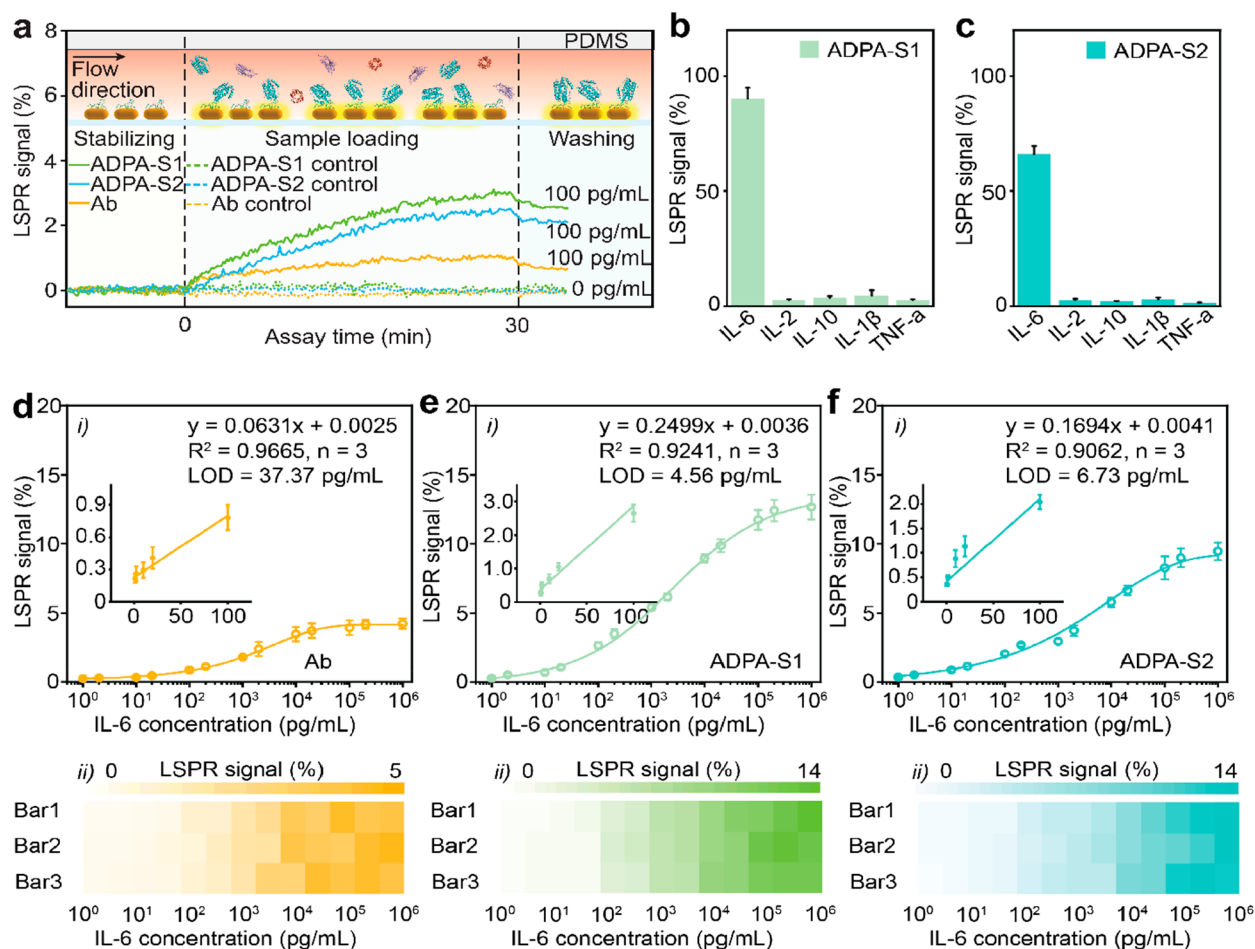 a
8
6
4
2
0
LSPR signal (%)
PDMS
Flow
direction
Stabilizing
Sample loading
Washing
ADPA-S1
ADPA-S1 control
ADPA-S2
ADPA-S2 control
Ab
Ab control
100 pg/mL
100 pg/mL
100 pg/mL
0 pg/mL
0
30
Assay time (min)
b
ADPA-S1
LSPR signal (%)
100
50
0
IL-6
IL-2
IL-10
IL-1β
TNF-a
c
ADPA-S2
LSPR signal (%)
100
50
0
IL-6
IL-2
IL-10
IL-1β
TNF-a
d
i)
y = 0.0631x + 0.0025
R² = 0.9665, n = 3
LOD = 37.37 pg/mL
LSPR signal (%)
20
15
10
5
0
0.9
0.6
0.3
0
0 50 100
Ab
10⁰ 10¹ 10² 10³ 10⁴ 10⁵ 10⁶
IL-6 concentration (pg/mL)
e
i)
y = 0.2499x + 0.0036
R² = 0.9241, n = 3
LOD = 4.56 pg/mL
LSPR signal (%)
20
15
10
5
0
3.0
2.0
1.0
0
0 50 100
ADPA-S1
10⁰ 10¹ 10² 10³ 10⁴ 10⁵ 10⁶
IL-6 concentration (pg/mL)
f
i)
y = 0.1694x + 0.0041
R² = 0.9062, n = 3
LOD = 6.73 pg/mL
LSPR signal (%)
20
15
10
5
0
2.0
1.5
1.0
0.5
0
0 50 100
ADPA-S2
10⁰ 10¹ 10² 10³ 10⁴ 10⁵ 10⁶
IL-6 concentration (pg/mL)
ii) 0 LSPR signal (%) 5
Bar1
Bar2
Bar3
10⁰ 10¹ 10² 10³ 10⁴ 10⁵ 10⁶
IL-6 concentration (pg/mL)
ii) 0 LSPR signal (%) 14
Bar1
Bar2
Bar3
10⁰ 10¹ 10² 10³ 10⁴ 10⁵ 10⁶
IL-6 concentration (pg/mL)
ii) 0 LSPR signal (%) 14
Bar1
Bar2
Bar3
10⁰ 10¹ 10² 10³ 10⁴ 10⁵ 10⁶
IL-6 concentration (pg/mL)